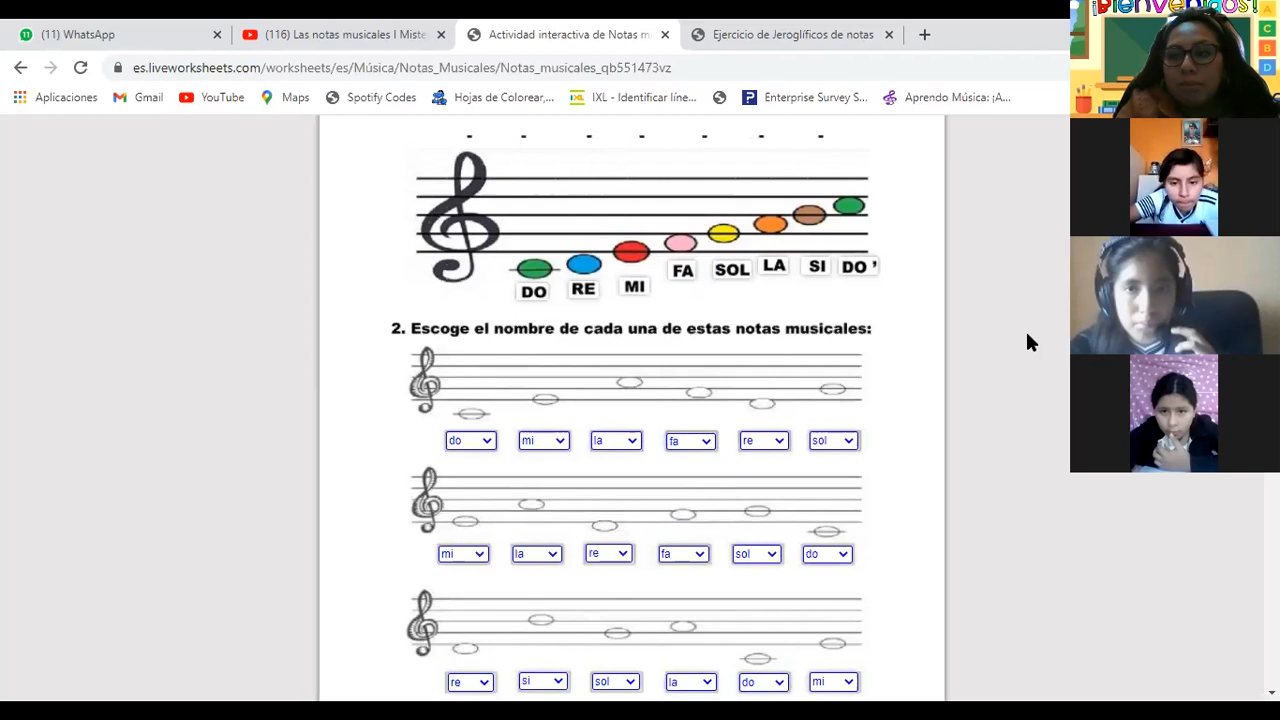 (11) WhatsApp
(116) Las notas musicales I Miste
Actividad interactiva de Notas m
Ejercicio de Jeroglíficos de notas
es.liveworksheets.com/worksheets/es/Música/Notas_Musicales/Notas_musicales_qb551473vz
Aplicaciones
Gmail
YouTube
Maps
Spotify Codes
Hojas de Colorear,...
IXL - Identificar líne...
Enterprise Survey S...
Aprendo Música: ¡A...
¡Bienvenidos!
A
C
B
D
DO RE MI FA SOL LA SI DO '
2. Escoge el nombre de cada una de estas notas musicales:
do mi la fa re sol
mi la re fa sol do
re si sol la do mi